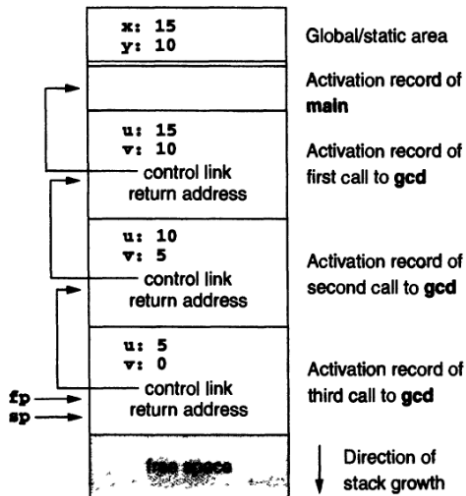 x: 15
y: 10
Global/static area
Activation record of
main
u: 15
v: 10
control link
return address
Activation record of
first call to gcd
u: 10
v: 5
control link
return address
Activation record of
second call to gcd
u: 5
v: 0
control link
return address
Activation record of
third call to gcd
fp
sp
free space
Direction of
stack growth